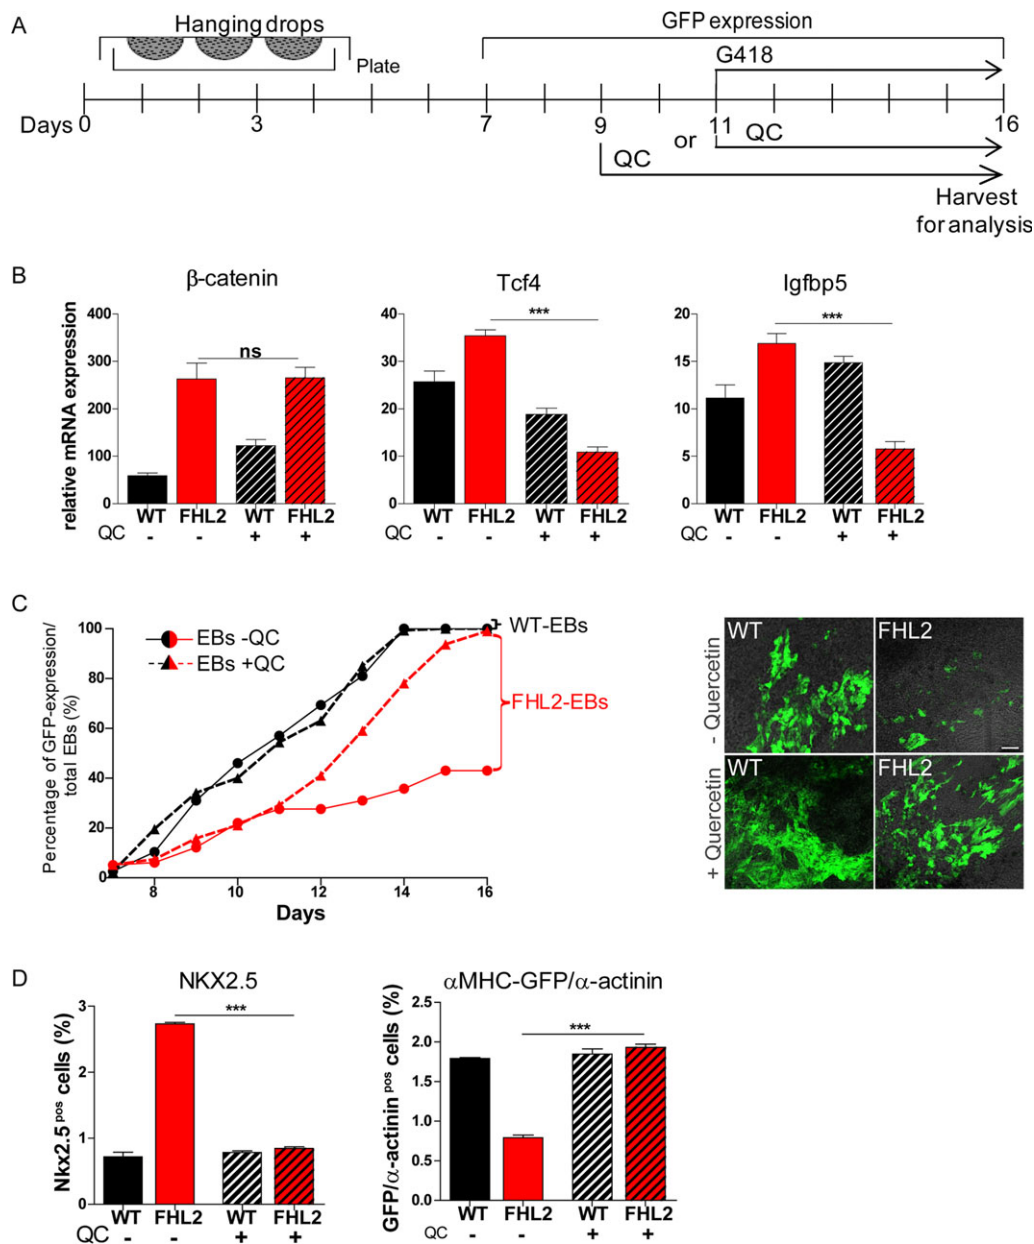 A
Hanging drops
Plate
GFP expression
G418
Days 0 3 7 9 or 11 16
QC
QC
Harvest
for analysis
B
β-catenin
Tcf4
Igfbp5
relative mRNA expression
400
300
200
100
0
ns
WT FHL2 WT FHL2
QC - - + +
40
30
20
10
0
***
WT FHL2 WT FHL2
- - + +
20
15
10
5
0
***
WT FHL2 WT FHL2
- - + +
C
Percentage of GFP-expression/
total EBs (%)
100
80
60
40
20
EBs -QC
EBs +QC
WT-EBs
FHL2-EBs
8 10 12 14 16
Days
- Quercetin
WT FHL2
+ Quercetin
WT FHL2
D
NKX2.5
Nkx2.5pos cells (%)
3
2
1
0
***
WT FHL2 WT FHL2
QC - - + +
αMHC-GFP/α-actinin
GFP/α-actinin pos cells (%)
2.5
2.0
1.5
1.0
0.5
0.0
***
WT FHL2 WT FHL2
QC - - + +